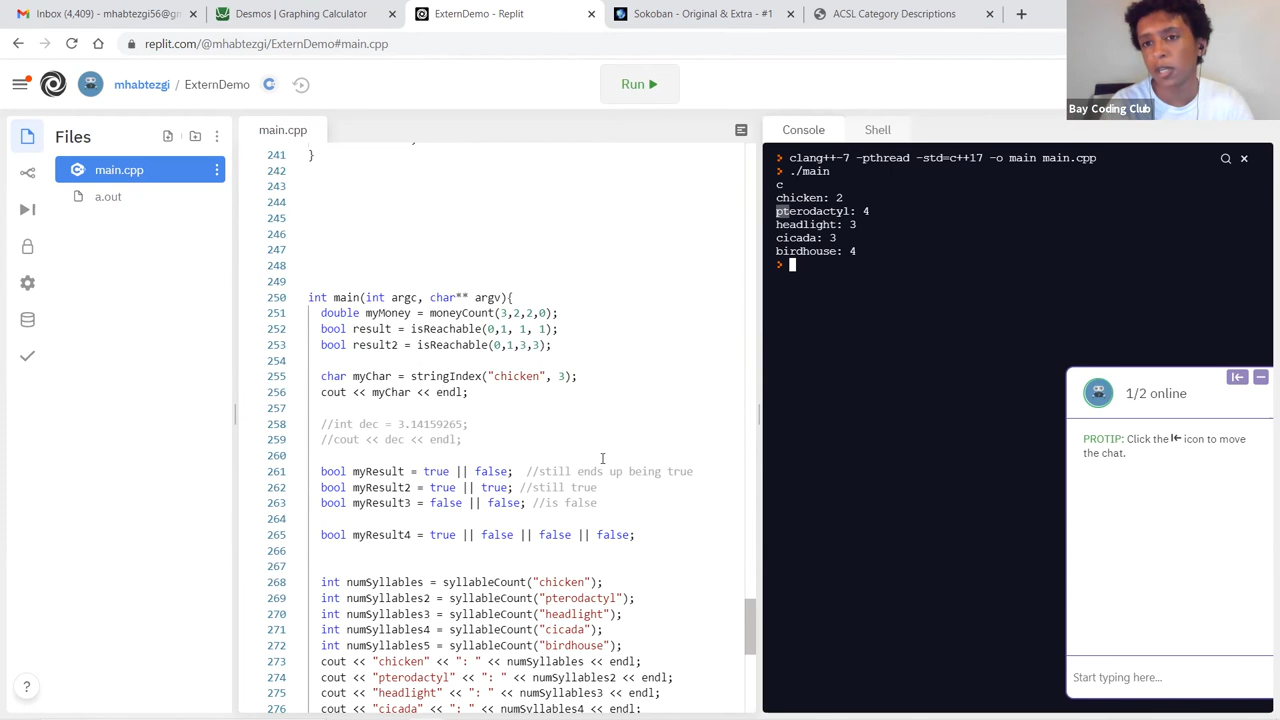 Inbox (4,409) - mhabtezgi56@gm
Desmos | Graphing Calculator
ExternDemo - Replit
Sokoban - Original & Extra - #1
ACSL Category Descriptions
replit.com/@mhabtezgi/ExternDemo#main.cpp
mhabtezgi / ExternDemo
Run
Bay Coding Club
Files
main.cpp
a.out
main.cpp
241 }
242
243
244
245
246
247
248
249
250 int main(int argc, char** argv){
251 double myMoney = moneyCount(3,2,2,0);
252 bool result = isReachable(0,1, 1, 1);
253 bool result2 = isReachable(0,1,3,3);
254
255 char myChar = stringIndex("chicken", 3);
256 cout << myChar << endl;
257
258 //int dec = 3.14159265;
259 //cout << dec << endl;
260
261 bool myResult = true || false; //still ends up being true
262 bool myResult2 = true || true; //still true
263 bool myResult3 = false || false; //is false
264
265 bool myResult4 = true || false || false || false;
266
267
268 int numSyllables = syllableCount("chicken");
269 int numSyllables2 = syllableCount("pterodactyl");
270 int numSyllables3 = syllableCount("headlight");
271 int numSyllables4 = syllableCount("cicada");
272 int numSyllables5 = syllableCount("birdhouse");
273 cout << "chicken" << ": " << numSyllables << endl;
274 cout << "pterodactyl" << ": " << numSyllables2 << endl;
275 cout << "headlight" << ": " << numSyllables3 << endl;
276 cout << "cicada" << ": " << numSyllables4 << endl;
Console
Shell
> clang++-7 -pthread -std=c++17 -o main main.cpp
> ./main
c
chicken: 2
pterodactyl: 4
headlight: 3
cicada: 3
birdhouse: 4
>
1/2 online
PROTIP: Click the icon to move
the chat.
Start typing here...
?